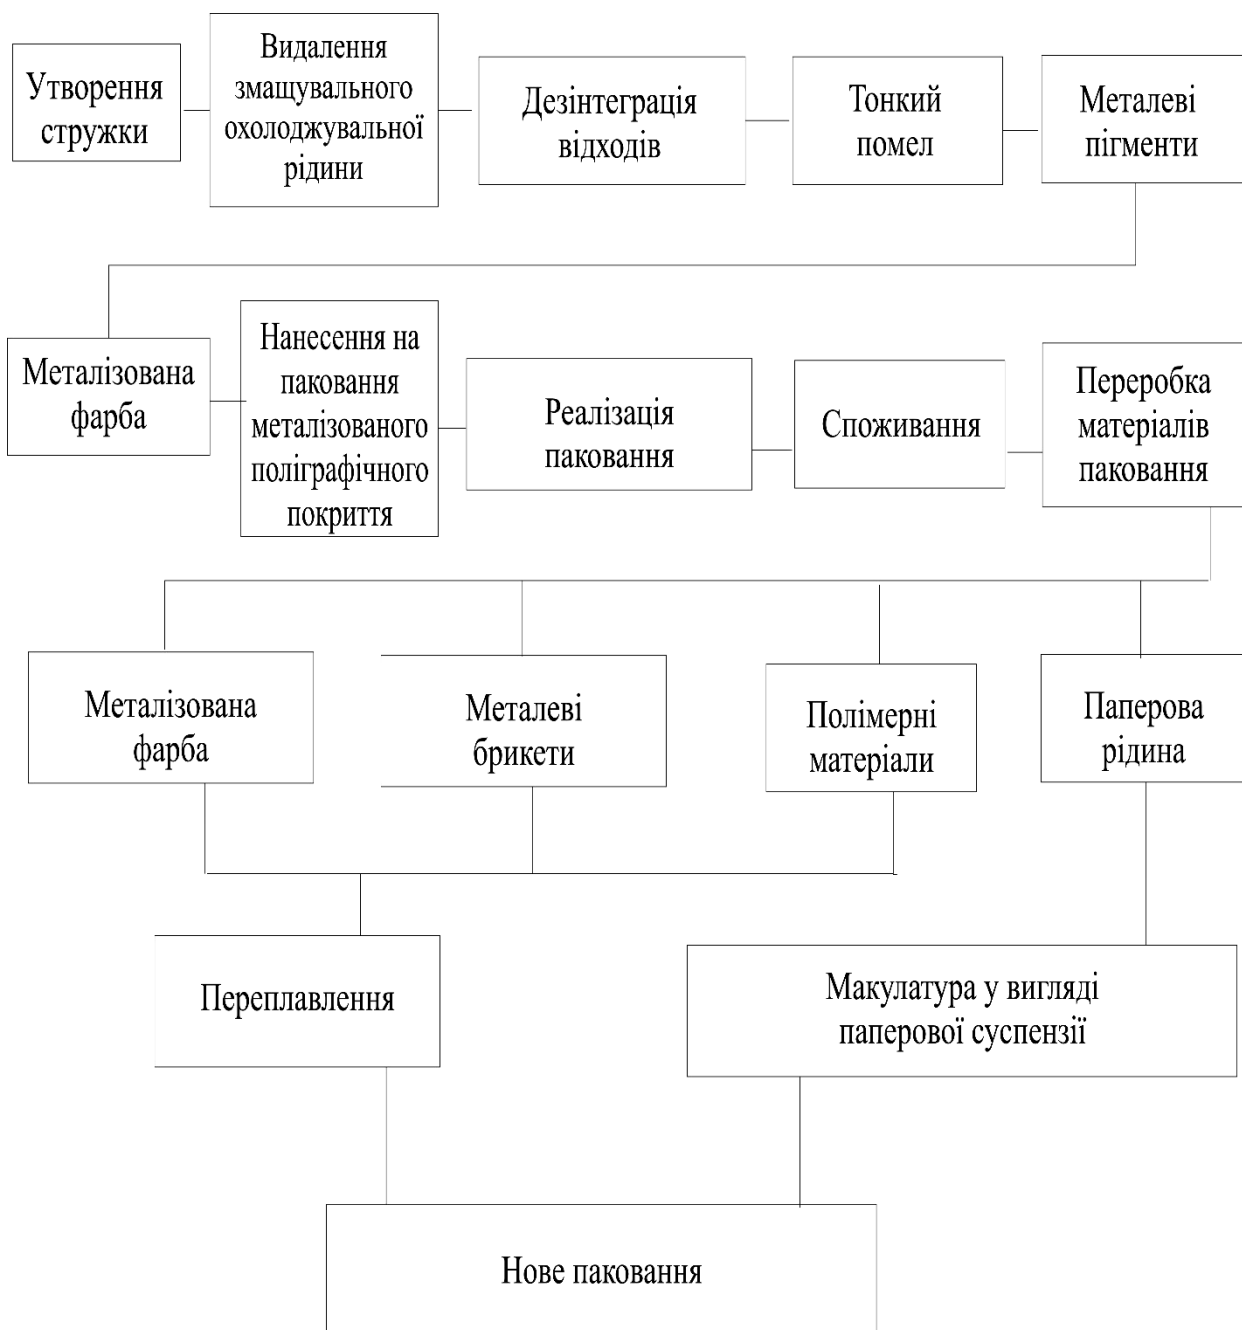 Утворення
стружки
Видалення
змащувального
охолоджувальної
рідини
Дезінтеграція
відходів
Тонкий
помел
Металеві
пігменти
Металізована
фарба
Нанесення на
паковання
металізованого
поліграфічного
покриття
Реалізація
паковання
Споживання
Переробка
матеріалів
паковання
Металізована
фарба
Металеві
брикети
Полімерні
матеріали
Паперова
рідина
Переплавлення
Макулатура у вигляді
паперової суспензії
Нове паковання